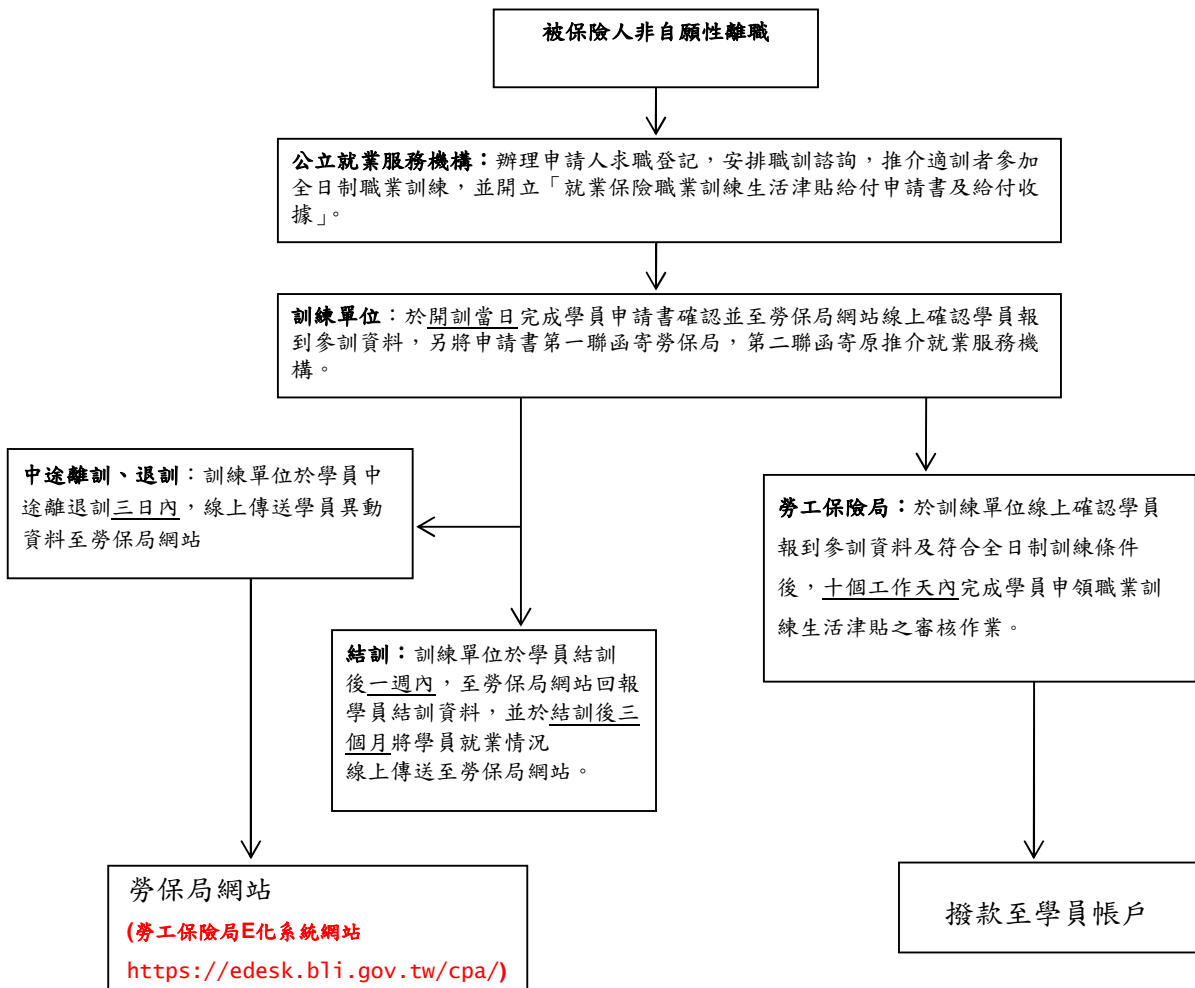 被保險人非自願性離職
公立就業服務機構：辦理申請人求職登記，安排職訓諮詢，推介適訓者參加
全日制職業訓練，並開立「就業保險職業訓練生活津貼給付申請書及給付收
據」。
訓練單位：於開訓當日完成學員申請書確認並至勞保局網站線上確認學員報
到參訓資料，另將申請書第一聯函寄勞保局，第二聯函寄原推介就業服務機
構。
中途離訓、退訓：訓練單位於學員中
途離退訓三日內，線上傳送學員異動
資料至勞保局網站
勞工保險局：於訓練單位線上確認學員
報到參訓資料及符合全日制訓練條件
後，十個工作天內完成學員申領職業訓
練生活津貼之審核作業。
結訓：訓練單位於學員結訓
後一週內，至勞保局網站回報
學員結訓資料，並於結訓後三
個月將學員就業情況
線上傳送至勞保局網站。
勞保局網站
(勞工保險局E化系統網站
https://edesk.bli.gov.tw/cpa/)
撥款至學員帳戶